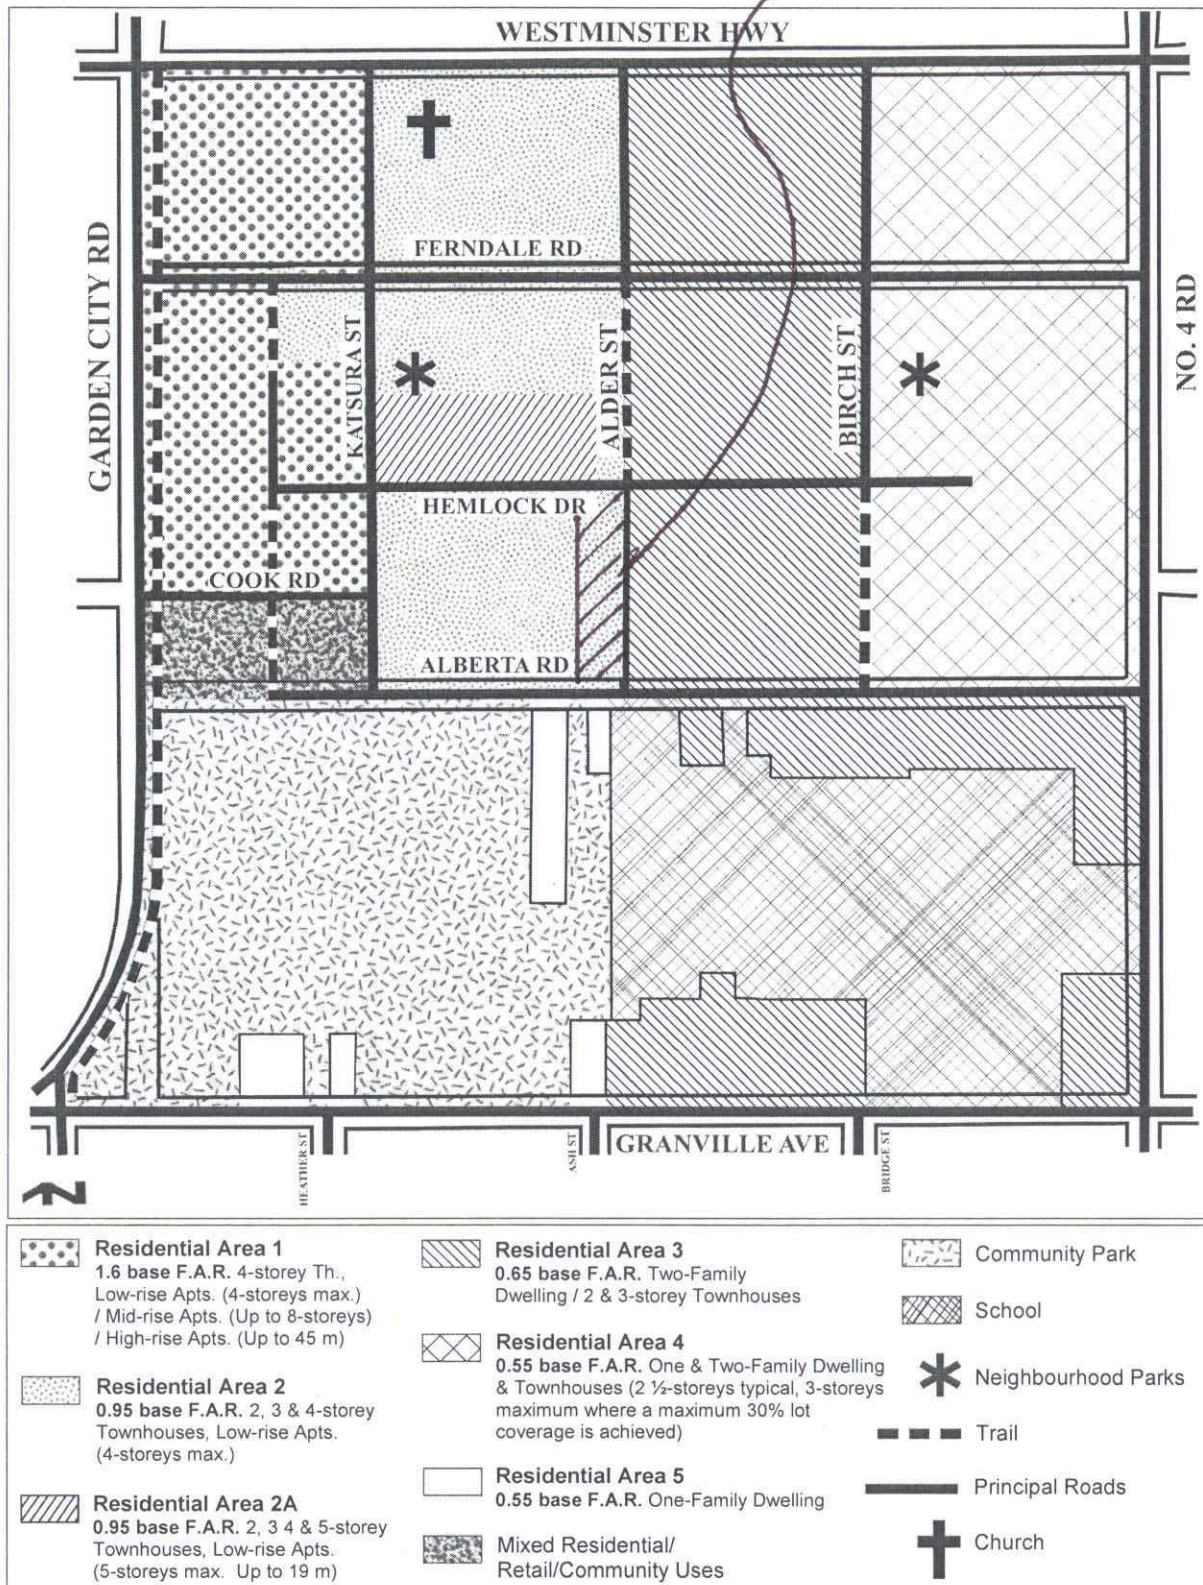 WESTMINSTER HWY
GARDEN CITY RD
FERNDALE RD
KATSURA ST
ALDER ST
BIRCH ST
NO. 4 RD
HEMLOCK DR
COOK RD
ALBERTA RD
HEATHER ST
ASH ST
GRANVILLE AVE
BRIDGE ST
N
Residential Area 1
1.6 base F.A.R. 4-storey Th.,
Low-rise Apts. (4-storeys max.)
/ Mid-rise Apts. (Up to 8-storeys)
/ High-rise Apts. (Up to 45 m)
Residential Area 2
0.95 base F.A.R. 2, 3 & 4-storey
Townhouses, Low-rise Apts.
(4-storeys max.)
Residential Area 2A
0.95 base F.A.R. 2, 3 4 & 5-storey
Townhouses, Low-rise Apts.
(5-storeys max. Up to 19 m)
Residential Area 3
0.65 base F.A.R. Two-Family
Dwelling / 2 & 3-storey Townhouses
Residential Area 4
0.55 base F.A.R. One & Two-Family Dwelling
& Townhouses (2 ½-storeys typical, 3-storeys
maximum where a maximum 30% lot
coverage is achieved)
Residential Area 5
0.55 base F.A.R. One-Family Dwelling
Mixed Residential/
Retail/Community Uses
Community Park
School
Neighbourhood Parks
Trail
Principal Roads
Church